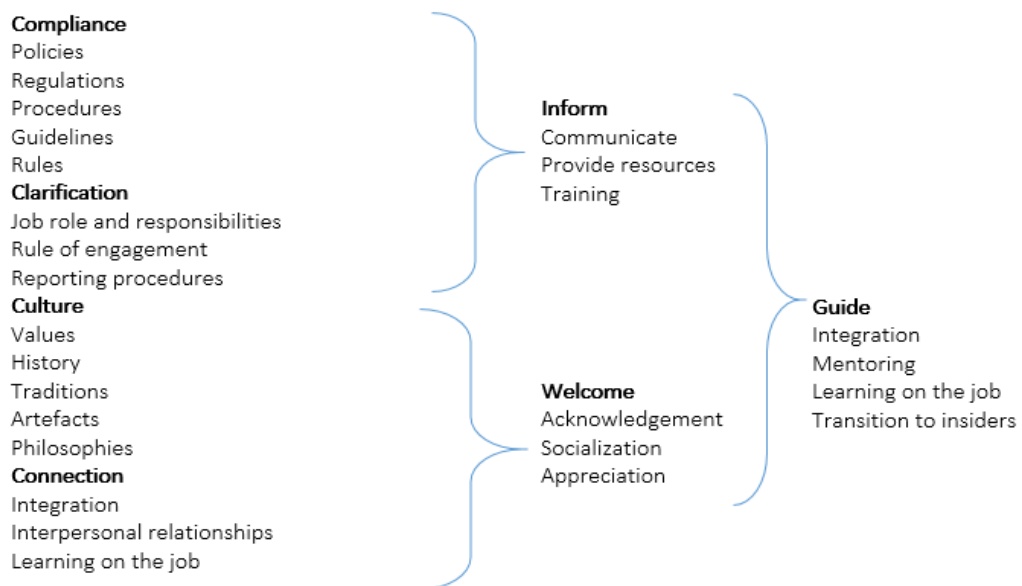 Compliance
Policies
Regulations
Procedures
Guidelines
Rules
Clarification
Job role and responsibilities
Rule of engagement
Reporting procedures
Culture
Values
History
Traditions
Artefacts
Philosophies
Connection
Integration
Interpersonal relationships
Learning on the job
Inform
Communicate
Provide resources
Training
Welcome
Acknowledgement
Socialization
Appreciation
Guide
Integration
Mentoring
Learning on the job
Transition to insiders